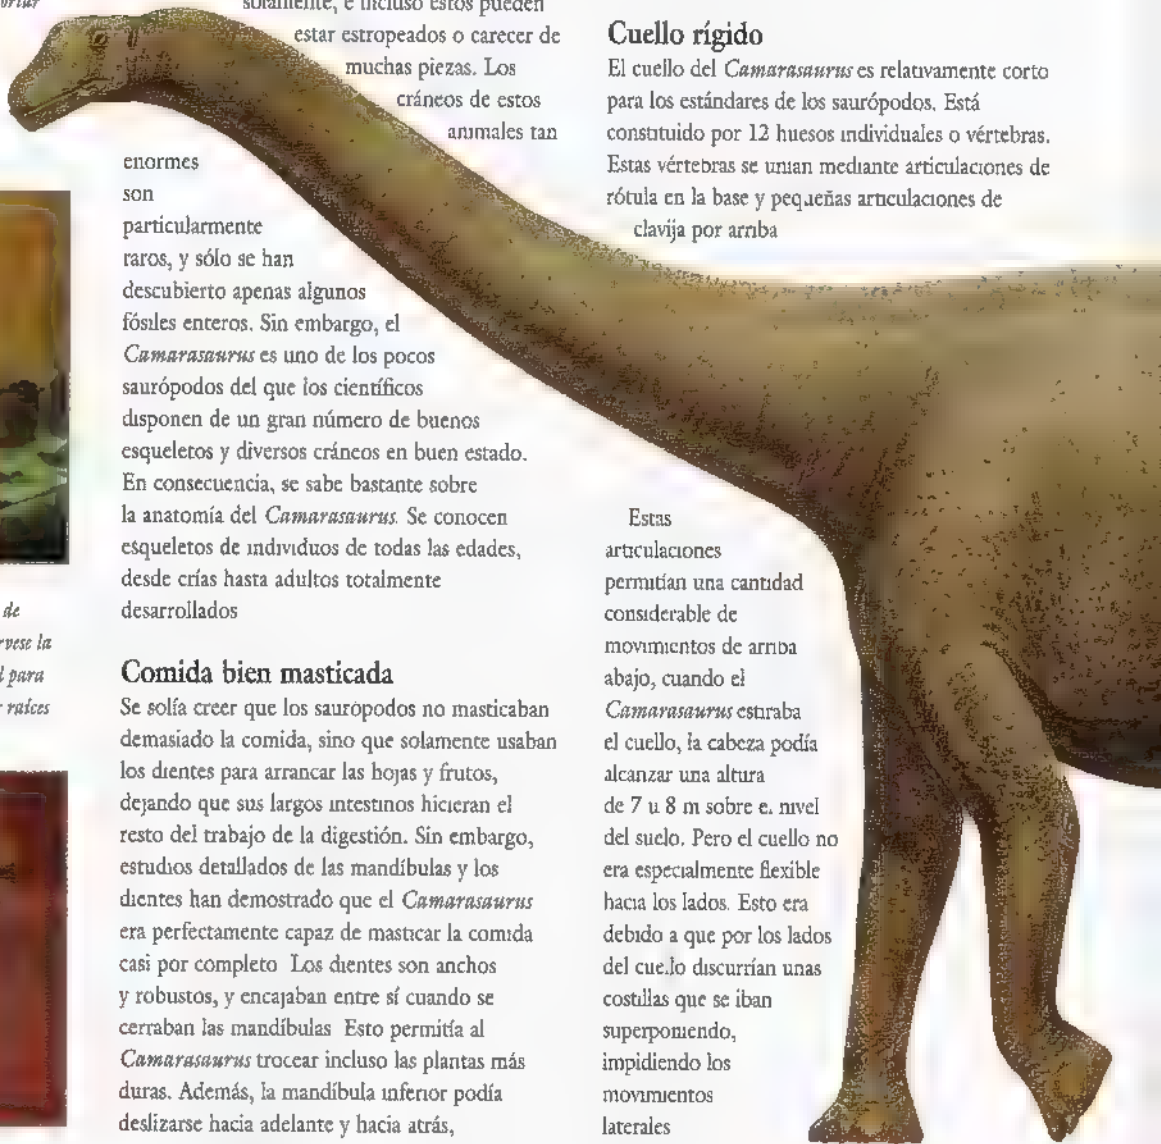 solamente, e incluso estos pueden
estar estropeados o carecer de
muchas piezas. Los
cráneos de estos
animales tan
enormes
son
particularmente
raros, y sólo se han
descubierto apenas algunos
fósiles enteros. Sin embargo, el
Camarasaurus es uno de los pocos
saurópodos del que los científicos
disponen de un gran número de buenos
esqueletos y diversos cráneos en buen estado.
En consecuencia, se sabe bastante sobre
la anatomía del Camarasaurus. Se conocen
esqueletos de individuos de todas las edades,
desde crías hasta adultos totalmente
desarrollados
Comida bien masticada
Se solía creer que los saurópodos no masticaban
demasiado la comida, sino que solamente usaban
los dientes para arrancar las hojas y frutos,
dejando que sus largos intestinos hicieran el
resto del trabajo de la digestión. Sin embargo,
estudios detallados de las mandíbulas y los
dientes han demostrado que el Camarasaurus
era perfectamente capaz de masticar la comida
casi por completo Los dientes son anchos
y robustos, y encajaban entre sí cuando se
cerraban las mandíbulas Esto permitía al
Camarasaurus trocear incluso las plantas más
duras. Además, la mandíbula inferior podía
deslizarse hacia adelante y hacia atrás,
Cuello rígido
El cuello del Camarasaurus es relativamente corto
para los estándares de los saurópodos. Está
constituido por 12 huesos individuales o vértebras.
Estas vértebras se unían mediante articulaciones de
rótula en la base y pequeñas articulaciones de
clavija por arriba
Estas
articulaciones
permitían una cantidad
considerable de
movimientos de arriba
abajo, cuando el
Camarasaurus estiraba
el cuello, la cabeza podía
alcanzar una altura
de 7 u 8 m sobre el nivel
del suelo. Pero el cuello no
era especialmente flexible
hacia los lados. Esto era
debido a que por los lados
del cuello discurrían unas
costillas que se iban
superponiendo,
impidiendo los
movimientos
laterales
de
la
para
raíces